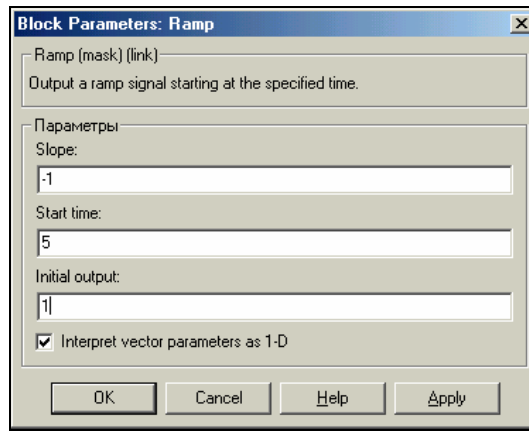 Block Parameters: Ramp
Ramp (mask) (link)
Output a ramp signal starting at the specified time.
Параметры
Slope:
-1
Start time:
5
Initial output:
1
Interpret vector parameters as 1-D
OK Cancel Help Apply